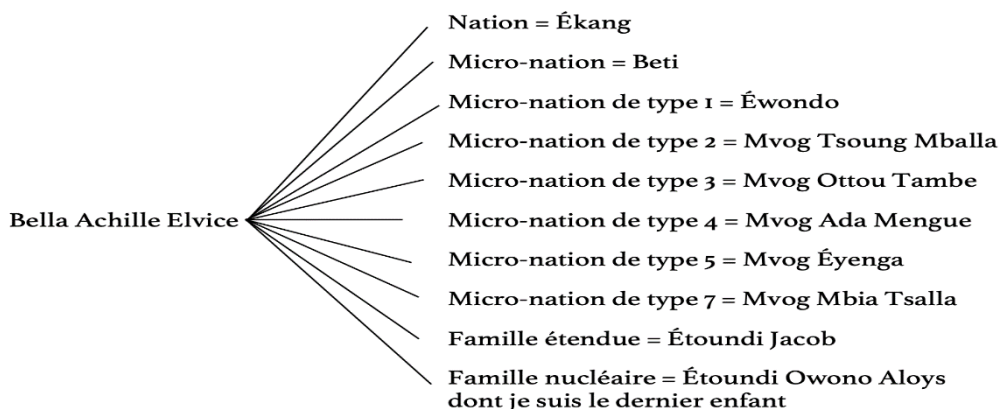 Nation = Ékang
Micro-nation = Beti
Micro-nation de type 1 = Éwondo
Micro-nation de type 2 = Mvog Tsoung Mballa
Micro-nation de type 3 = Mvog Ottou Tambe
Bella Achille Elvice
Micro-nation de type 4 = Mvog Ada Mengue
Micro-nation de type 5 = Mvog Éyenga
Micro-nation de type 7 = Mvog Mbia Tsalla
Famille étendue = Étoundi Jacob
Famille nucléaire = Étoundi Owono Aloys
dont je suis le dernier enfant